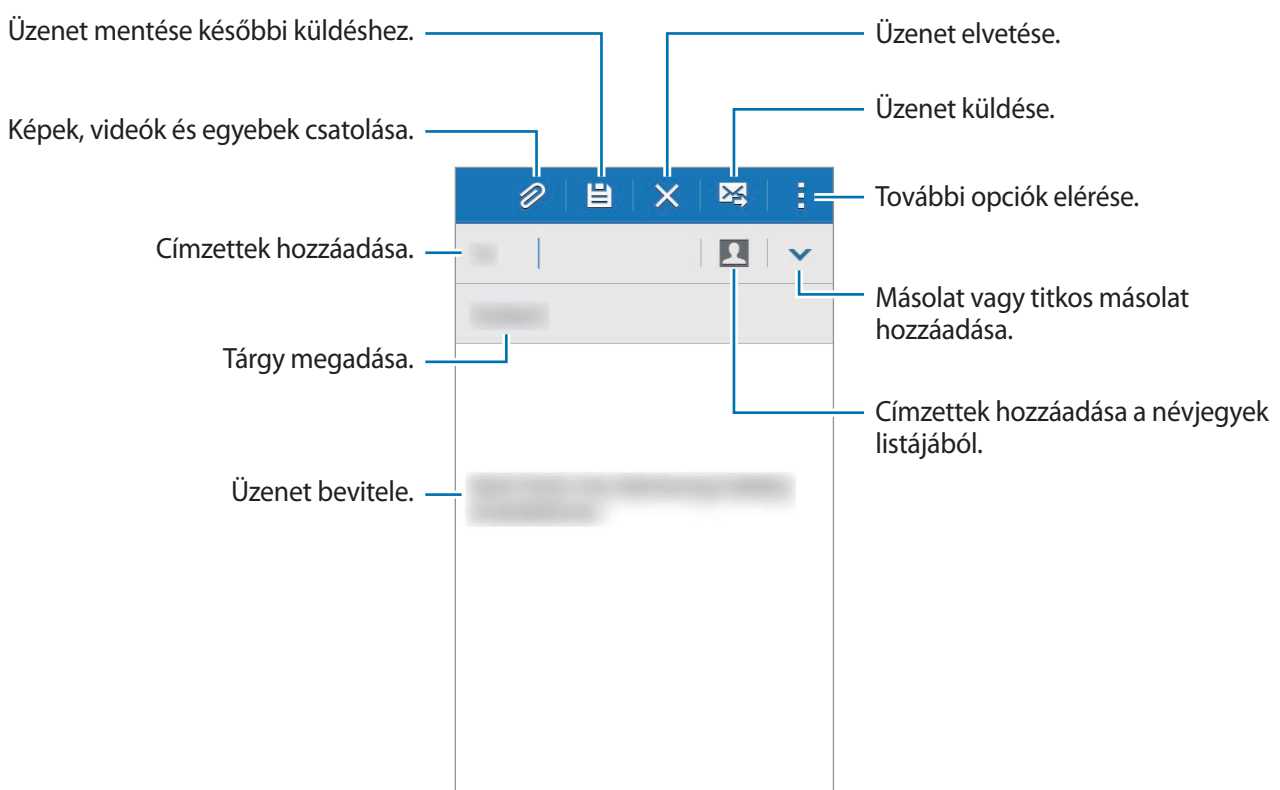 Üzenet mentése későbbi küldéshez.
Képek, videók és egyebek csatolása.
Címzettek hozzáadása.
Tárgy megadása.
Üzenet bevitele.
Üzenet elvetése.
Üzenet küldése.
További opciók elérése.
Másolat vagy titkos másolat
hozzáadása.
Címzettek hozzáadása a névjegyek
listájából.